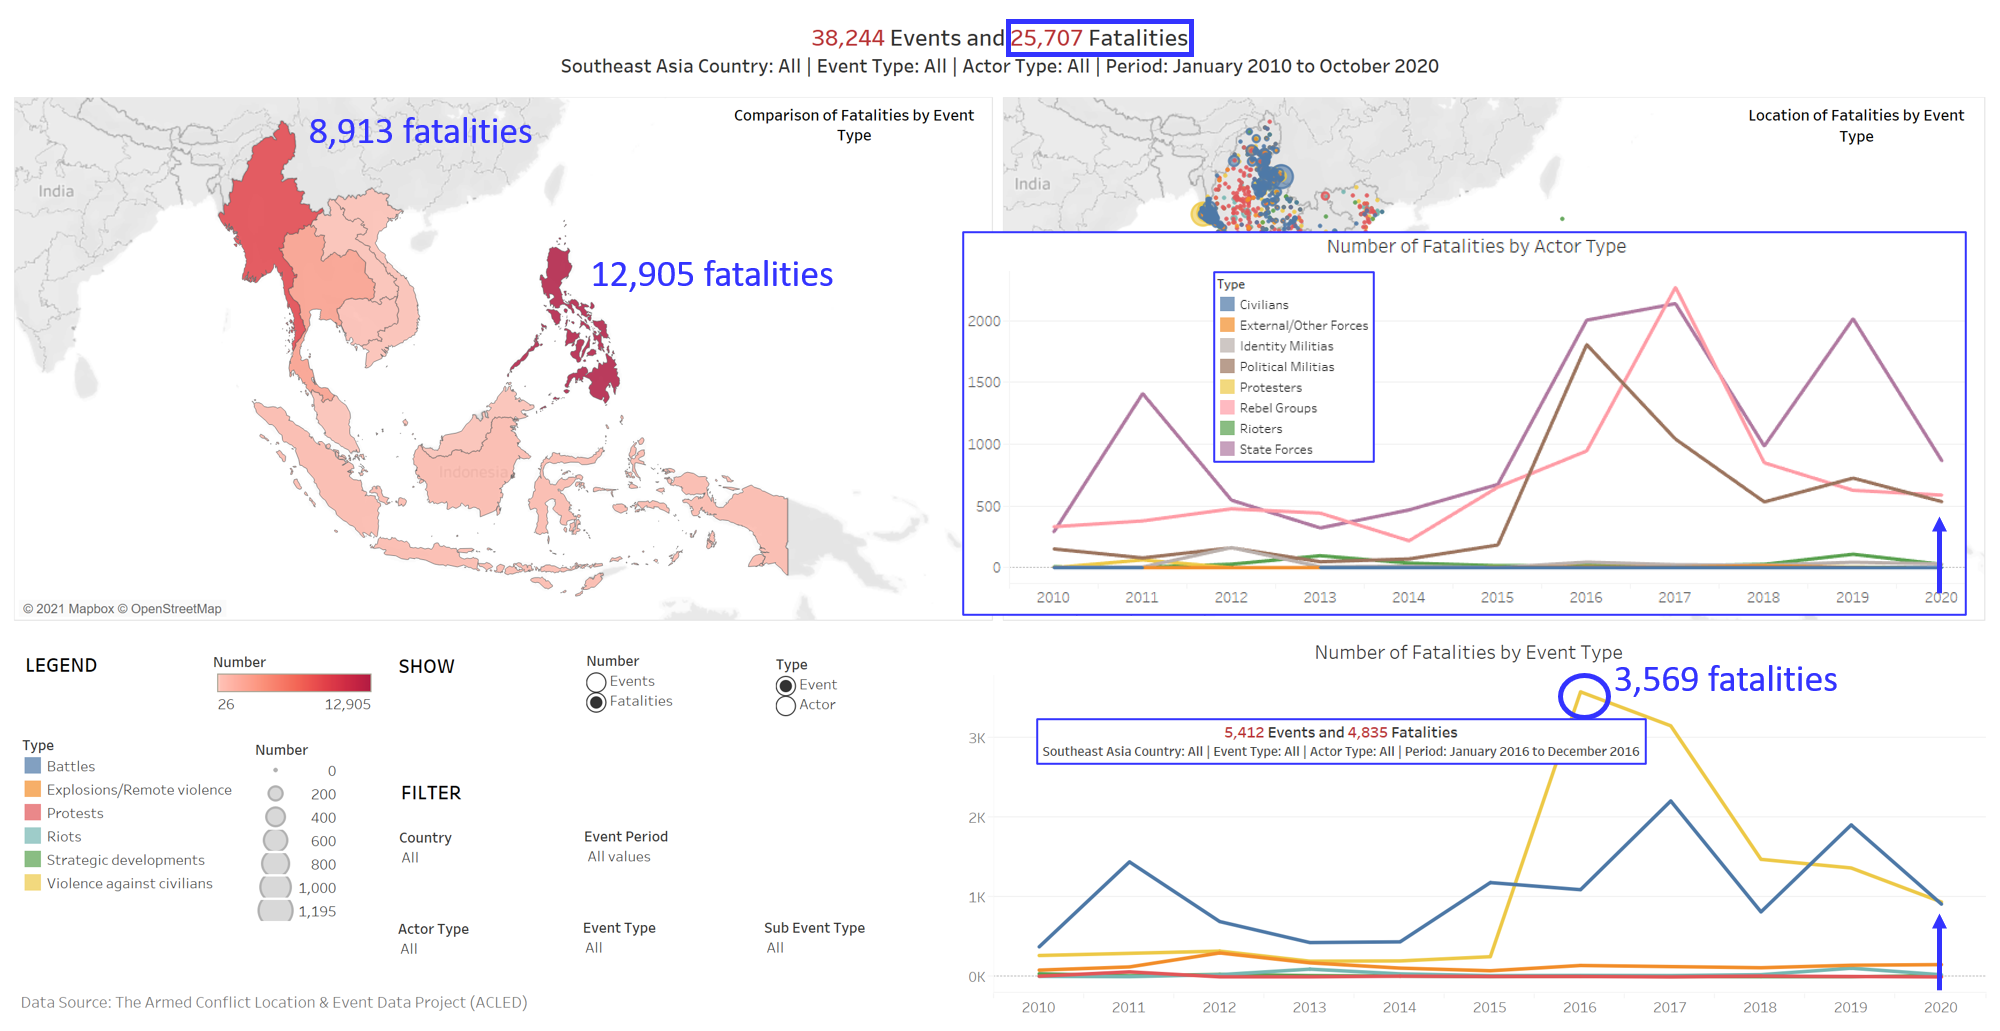 38,244 Events and 25,707 Fatalities
Southeast Asia Country: All | Event Type: All | Actor Type: All | Period: January 2010 to October 2020
Comparison of Fatalities by Event
Type
8,913 fatalities
India
12,905 fatalities
Indonesia
© 2021 Mapbox © OpenStreetMap
Location of Fatalities by Event
Type
India
Number of Fatalities by Actor Type
Type
Civilians
External/Other Forces
Identity Militias
Political Militias
Protesters
Rebel Groups
Rioters
State Forces
2000
1500
1000
500
0
2010 2011 2012 2013 2014 2015 2016 2017 2018 2019 2020
LEGEND
Number
26 12,905
SHOW
Number
Events
Fatalities
Type
Event
Actor
Type
Battles
Explosions/Remote violence
Protests
Riots
Strategic developments
Violence against civilians
Number
0
200
400
600
800
1,000
1,195
FILTER
Country
All
Event Period
All values
Actor Type
All
Event Type
All
Sub Event Type
All
Number of Fatalities by Event Type
3,569 fatalities
5,412 Events and 4,835 Fatalities
Southeast Asia Country: All | Event Type: All | Actor Type: All | Period: January 2016 to December 2016
3K
2K
1K
0K
2010 2011 2012 2013 2014 2015 2016 2017 2018 2019 2020
Data Source: The Armed Conflict Location & Event Data Project (ACLED)